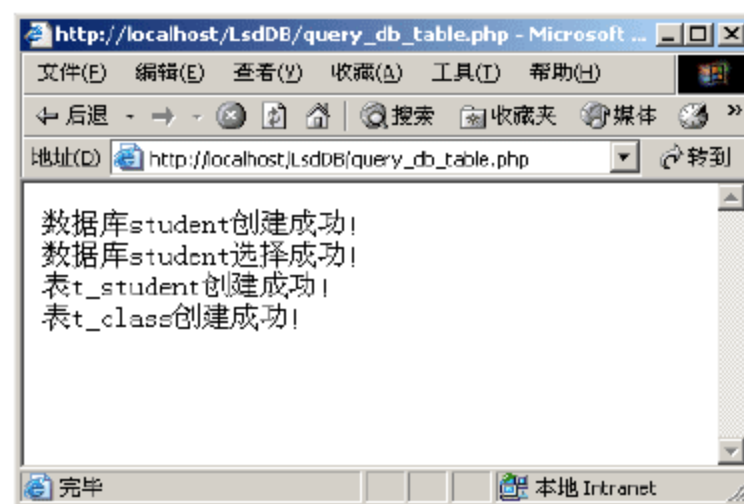 http://localhost/LsdDB/query_db_table.php - Microsoft ...
文件(F) 编辑(E) 查看(V) 收藏(A) 工具(T) 帮助(H)
后退 搜索 收藏夹 媒体 »
地址(D) http://localhost/LsdDB/query_db_table.php 转到
数据库student创建成功!
数据库student选择成功!
表t_student创建成功!
表t_class创建成功!
完毕 本地 Intranet